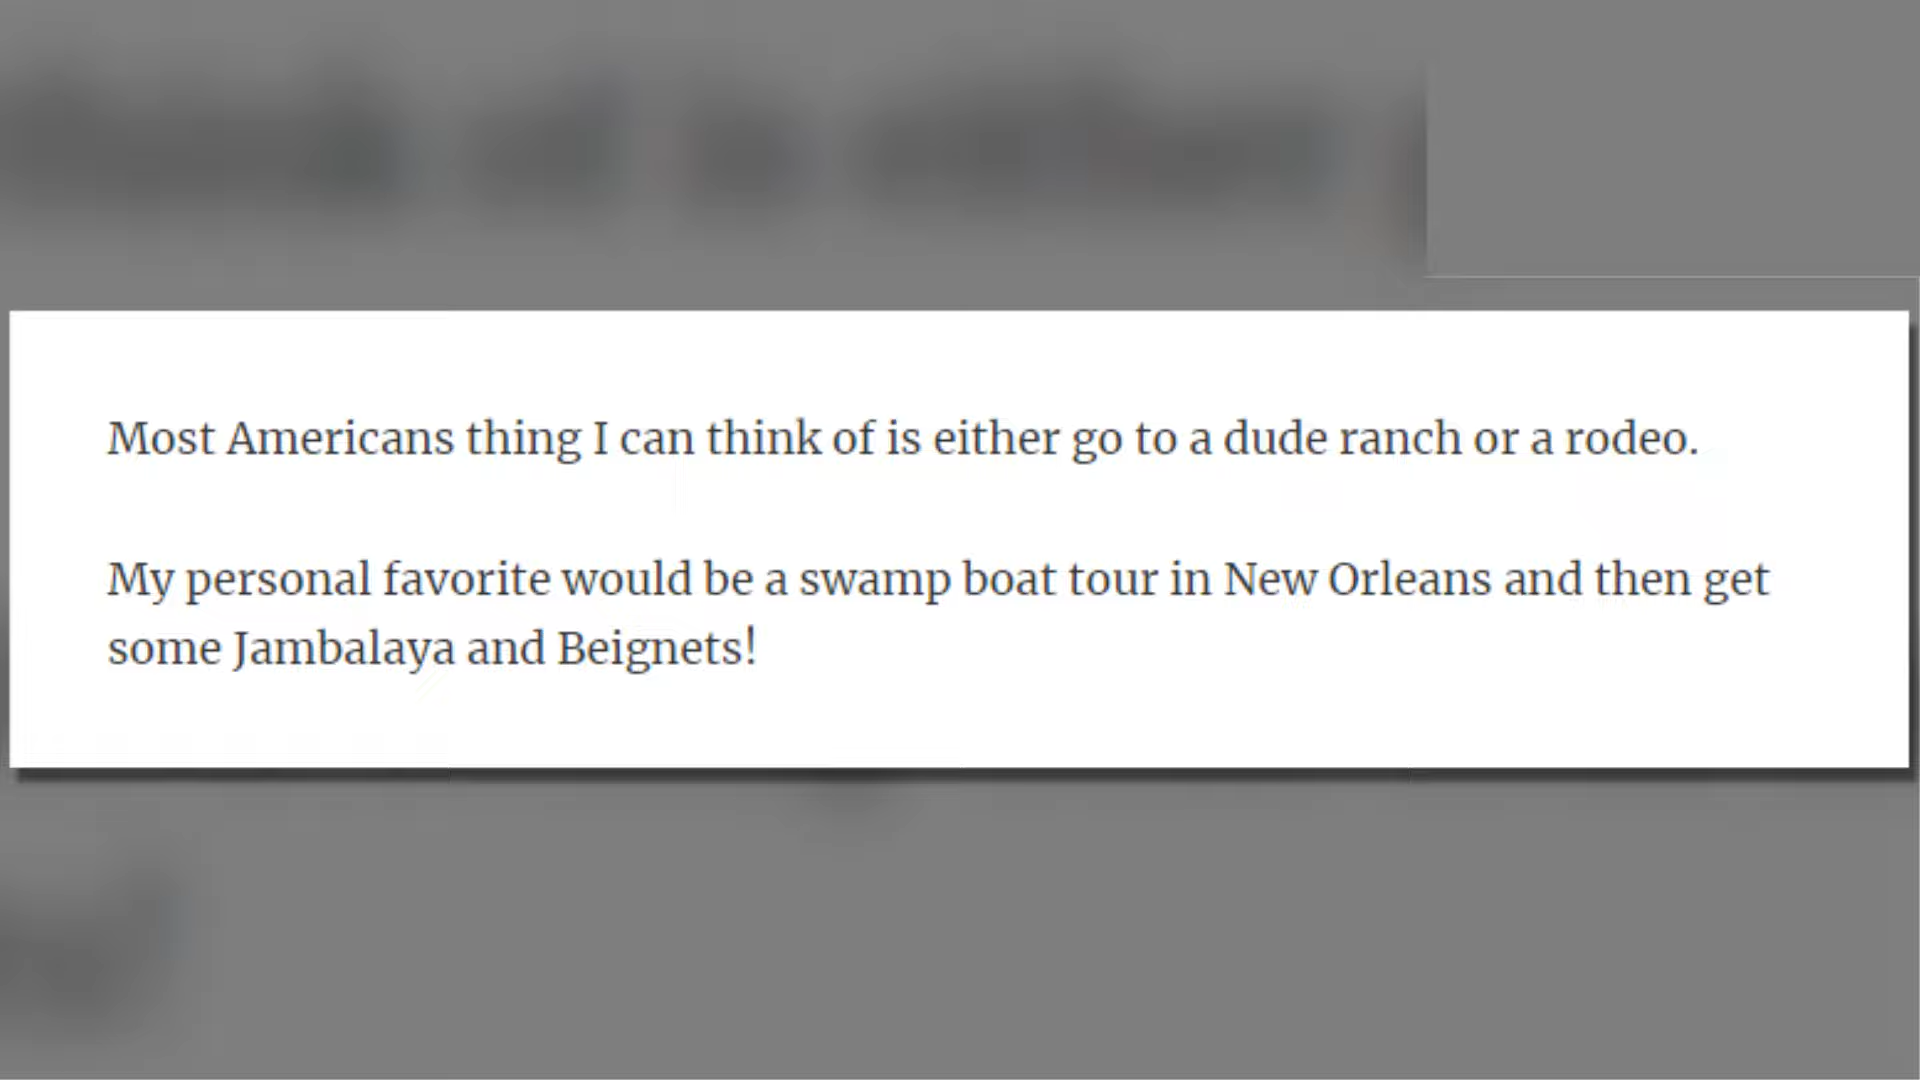 Most Americans thing I can think of is either go to a dude ranch or a rodeo.
My personal favorite would be a swamp boat tour in New Orleans and then get
some Jambalaya and Beignets!